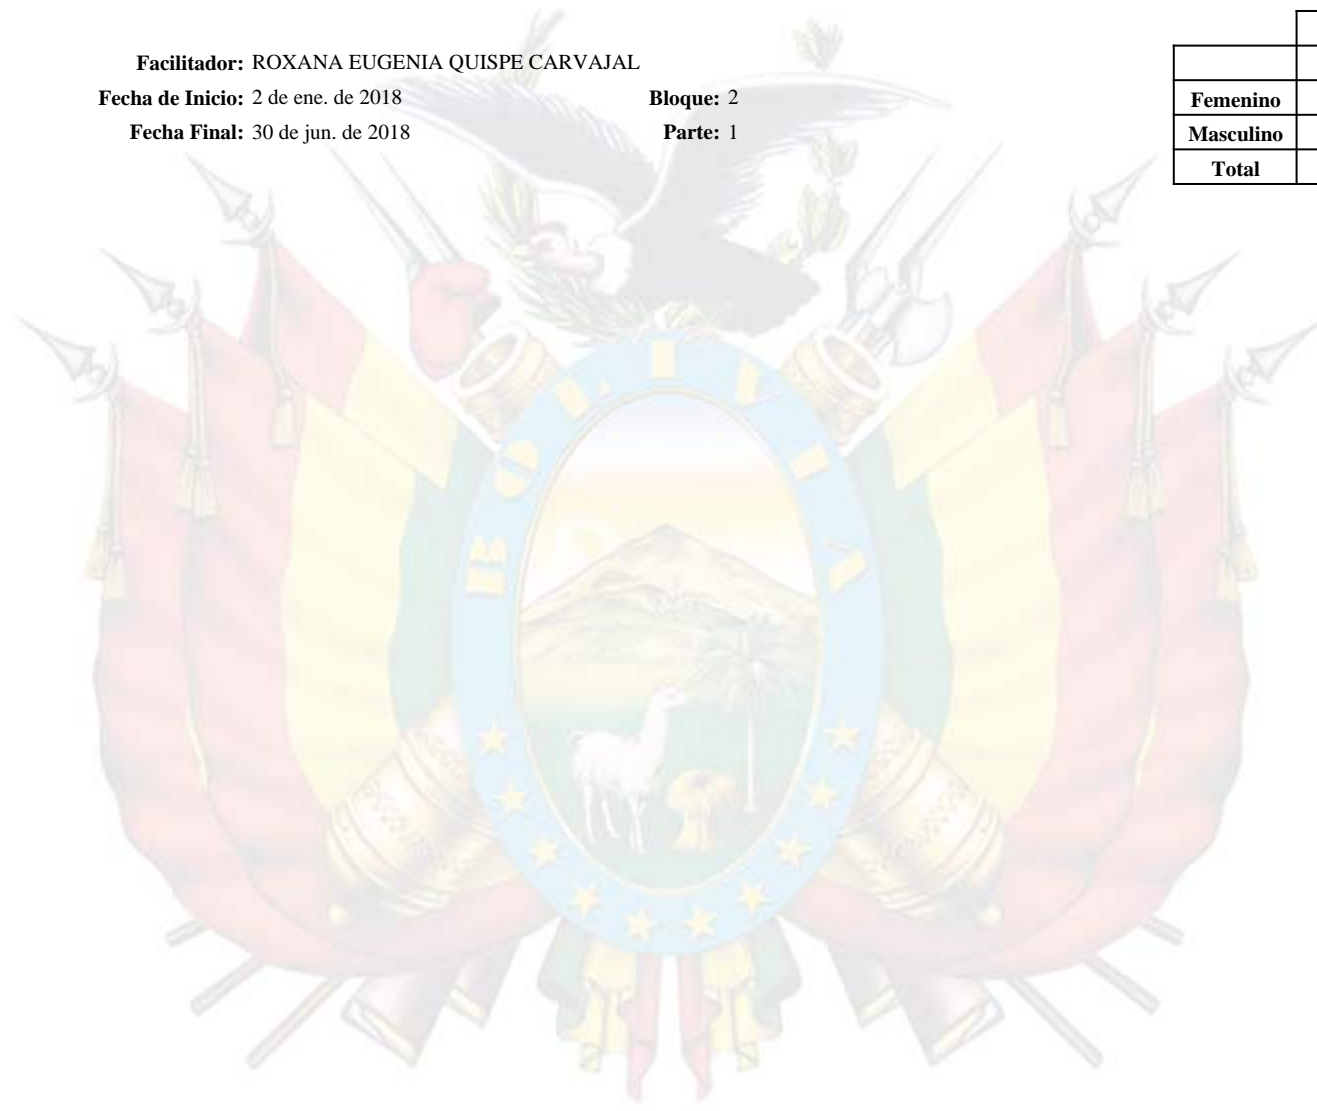 Facilitador: ROXANA EUGENIA QUISPE CARVAJAL
Fecha de Inicio: 2 de ene. de 2018 Bloque: 2
Fecha Final: 30 de jun. de 2018 Parte: 1
Femenino
Masculino
Total
BOLIVIA